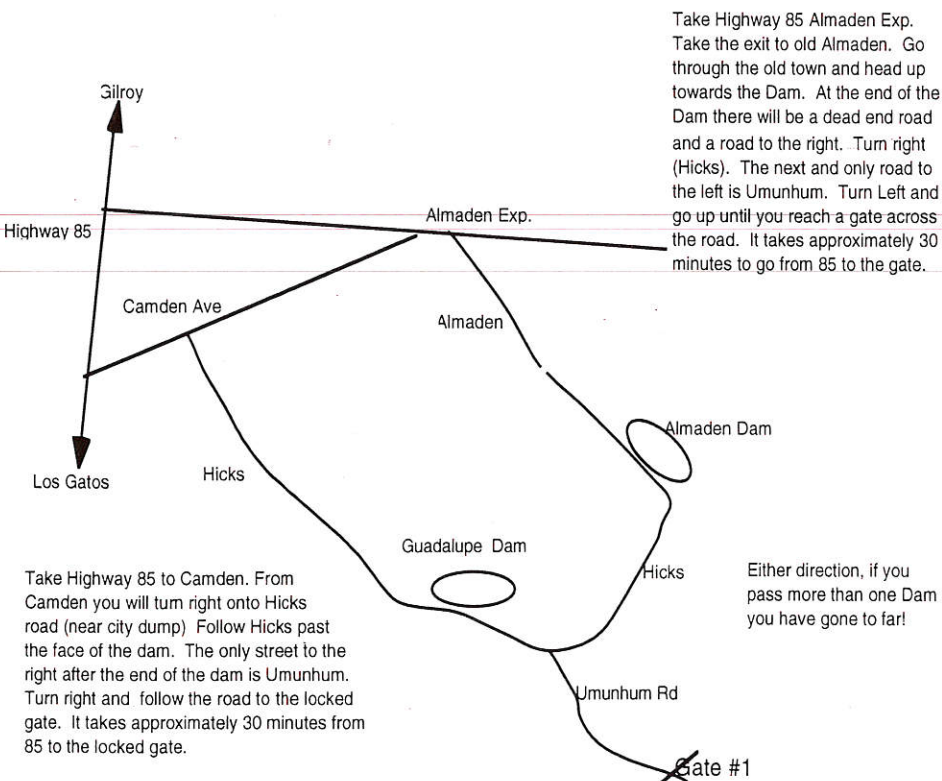 Take Highway 85 Almaden Exp.
Take the exit to old Almaden. Go
through the old town and head up
towards the Dam. At the end of the
Dam there will be a dead end road
and a road to the right. Turn right
(Hicks). The next and only road to
the left is Umunhum. Turn Left and
go up until you reach a gate across
the road. It takes approximately 30
minutes to go from 85 to the gate.
Gilroy
Almaden Exp.
Highway 85
Camden Ave
Almaden
Almaden Dam
Los Gatos
Hicks
Guadalupe Dam
Hicks
Take Highway 85 to Camden. From
Camden you will turn right onto Hicks
road (near city dump) Follow Hicks past
the face of the dam. The only street to the
right after the end of the dam is Umunhum.
Turn right and follow the road to the locked
gate. It takes approximately 30 minutes from
85 to the locked gate.
Either direction, if you
pass more than one Dam
you have gone to far!
Umunhum Rd
Gate #1